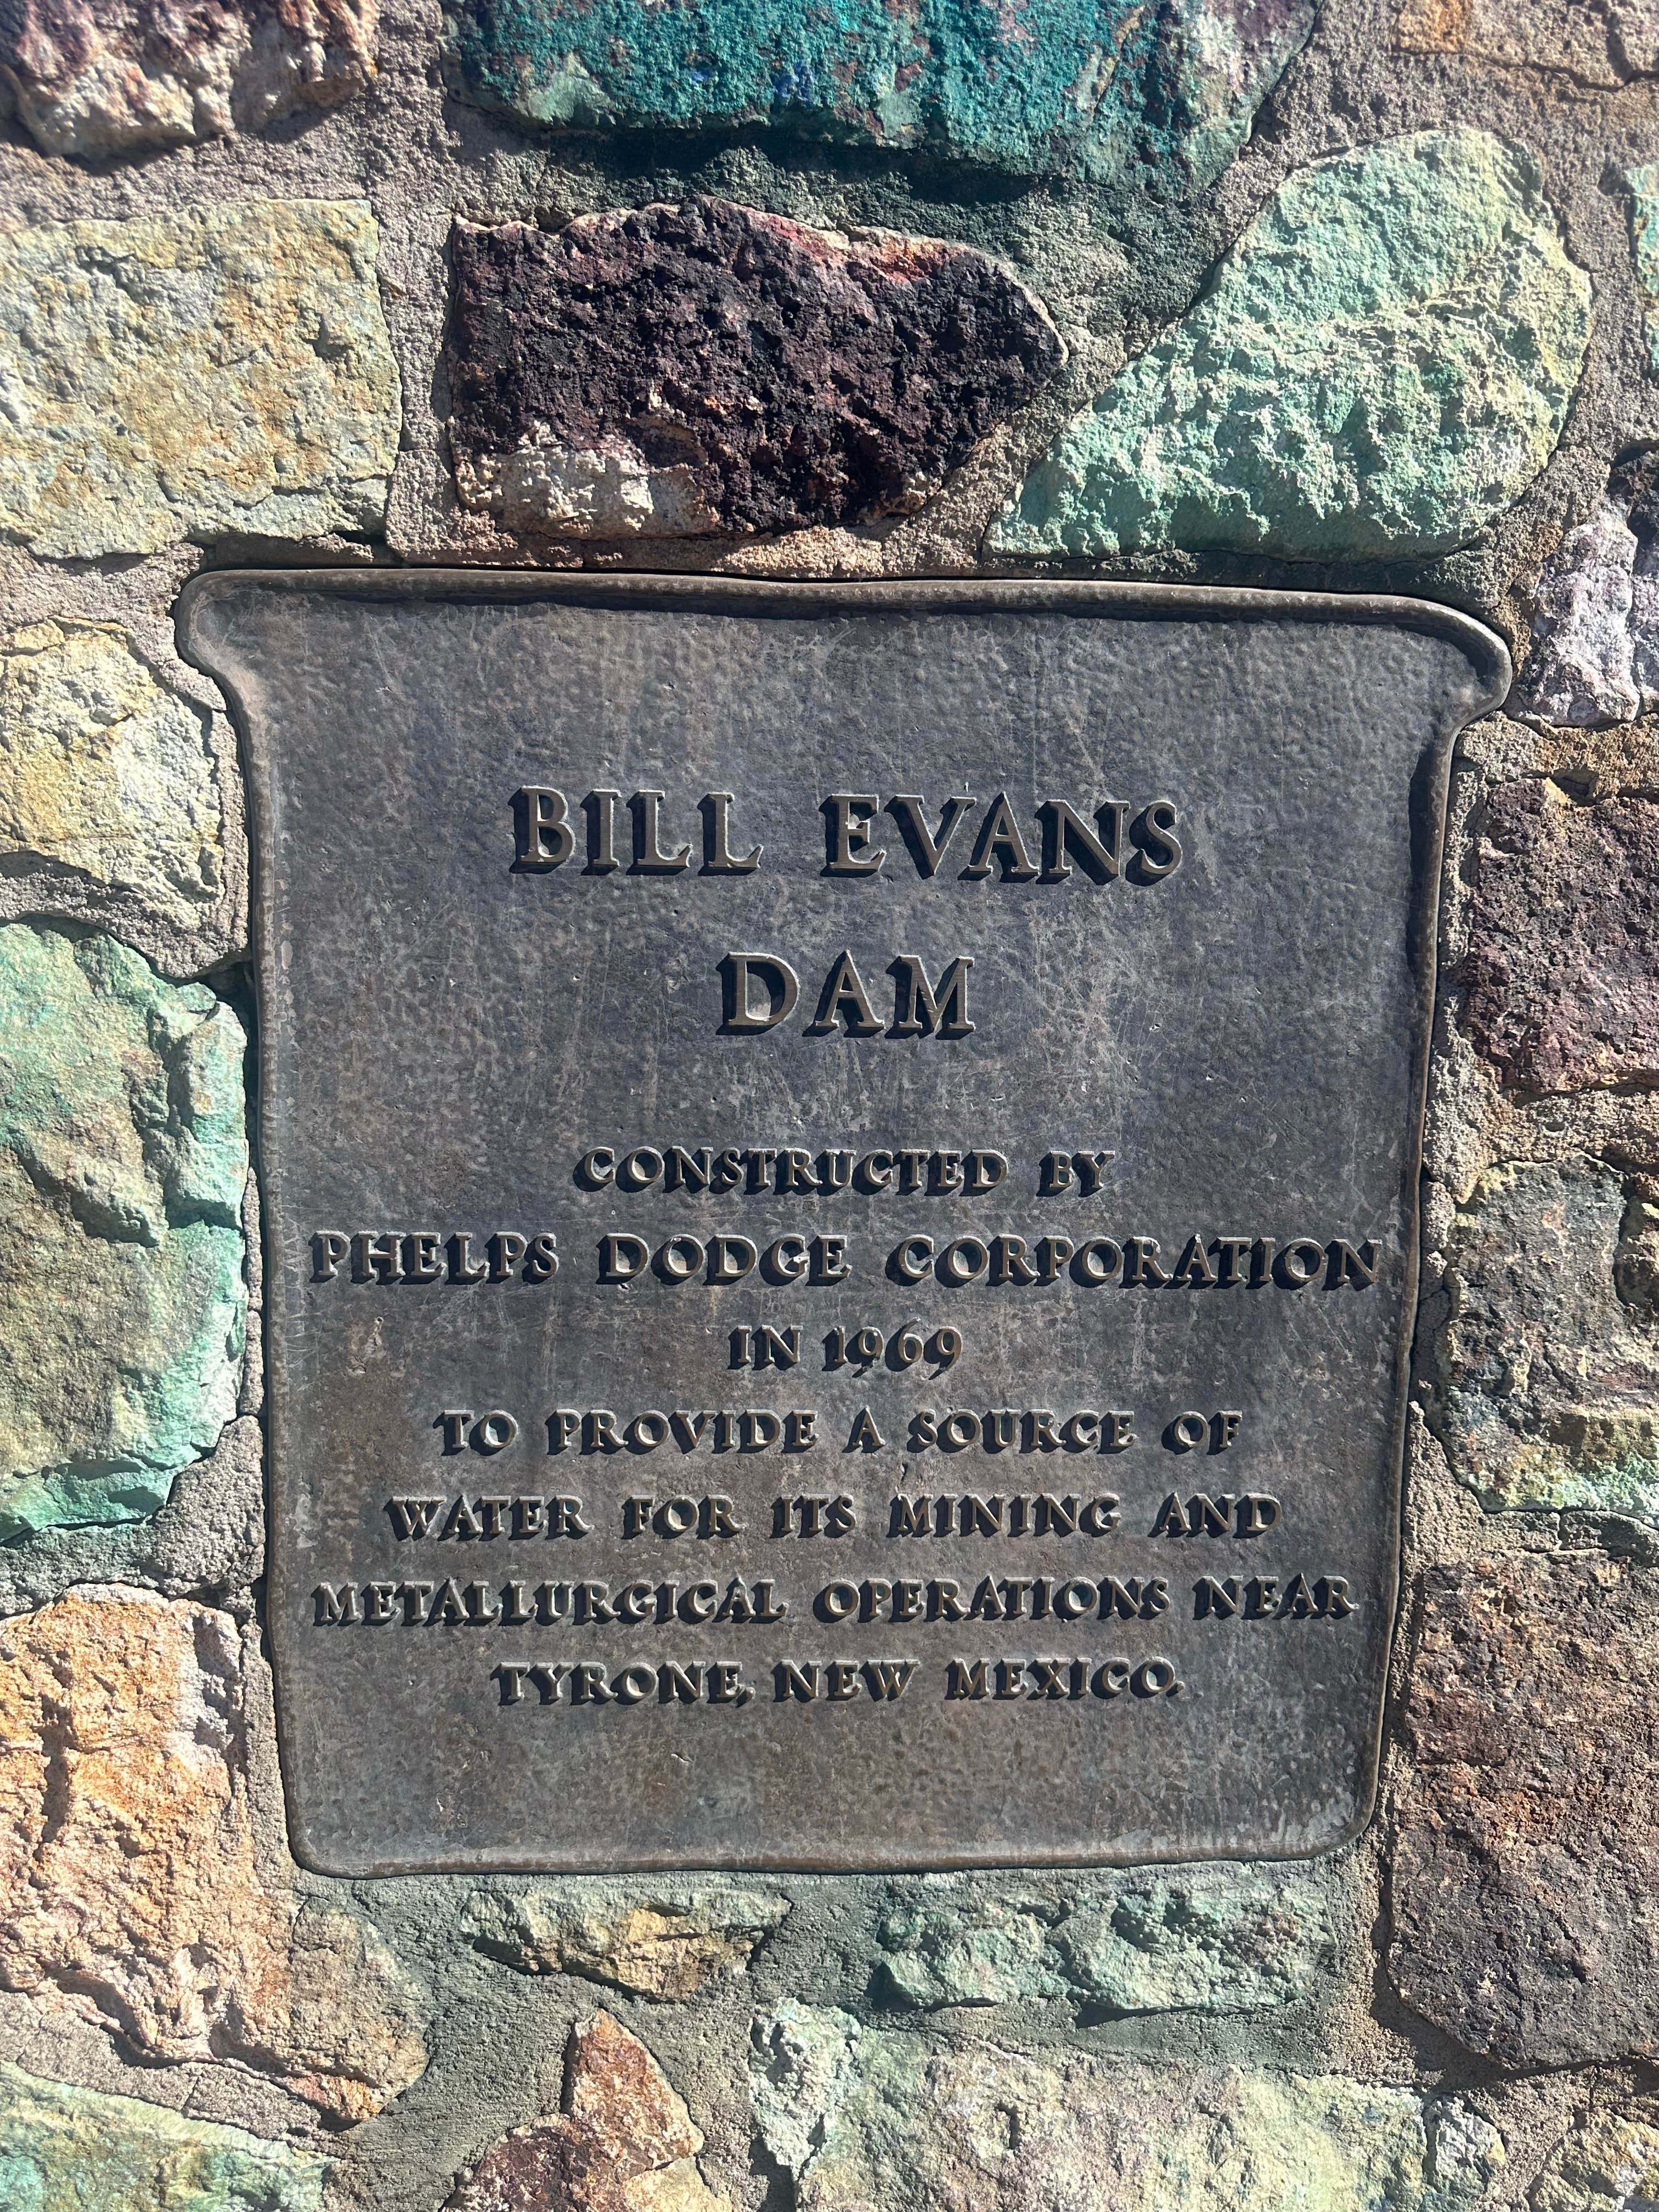 BILL EVANS
DAM
CONSTRUCTED BY
PHELPS DODGE CORPORATION
IN 1969
TO PROVIDE A SOURCE OF
WATER FOR ITS MINING AND
METALLURGICAL OPERATIONS NEAR
TYRONE, NEW MEXICO.